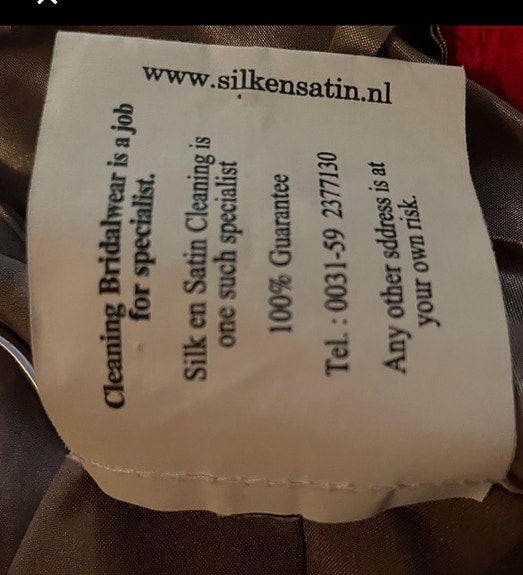 www.silkensatin.nl
Cleaning Bridalwear is a job
for specialist.
Silk en Satin Cleaning is
one such specialist
100% Guarantee
Tel. : 0031-59 2377130
Any other sddress is at
your own risk.